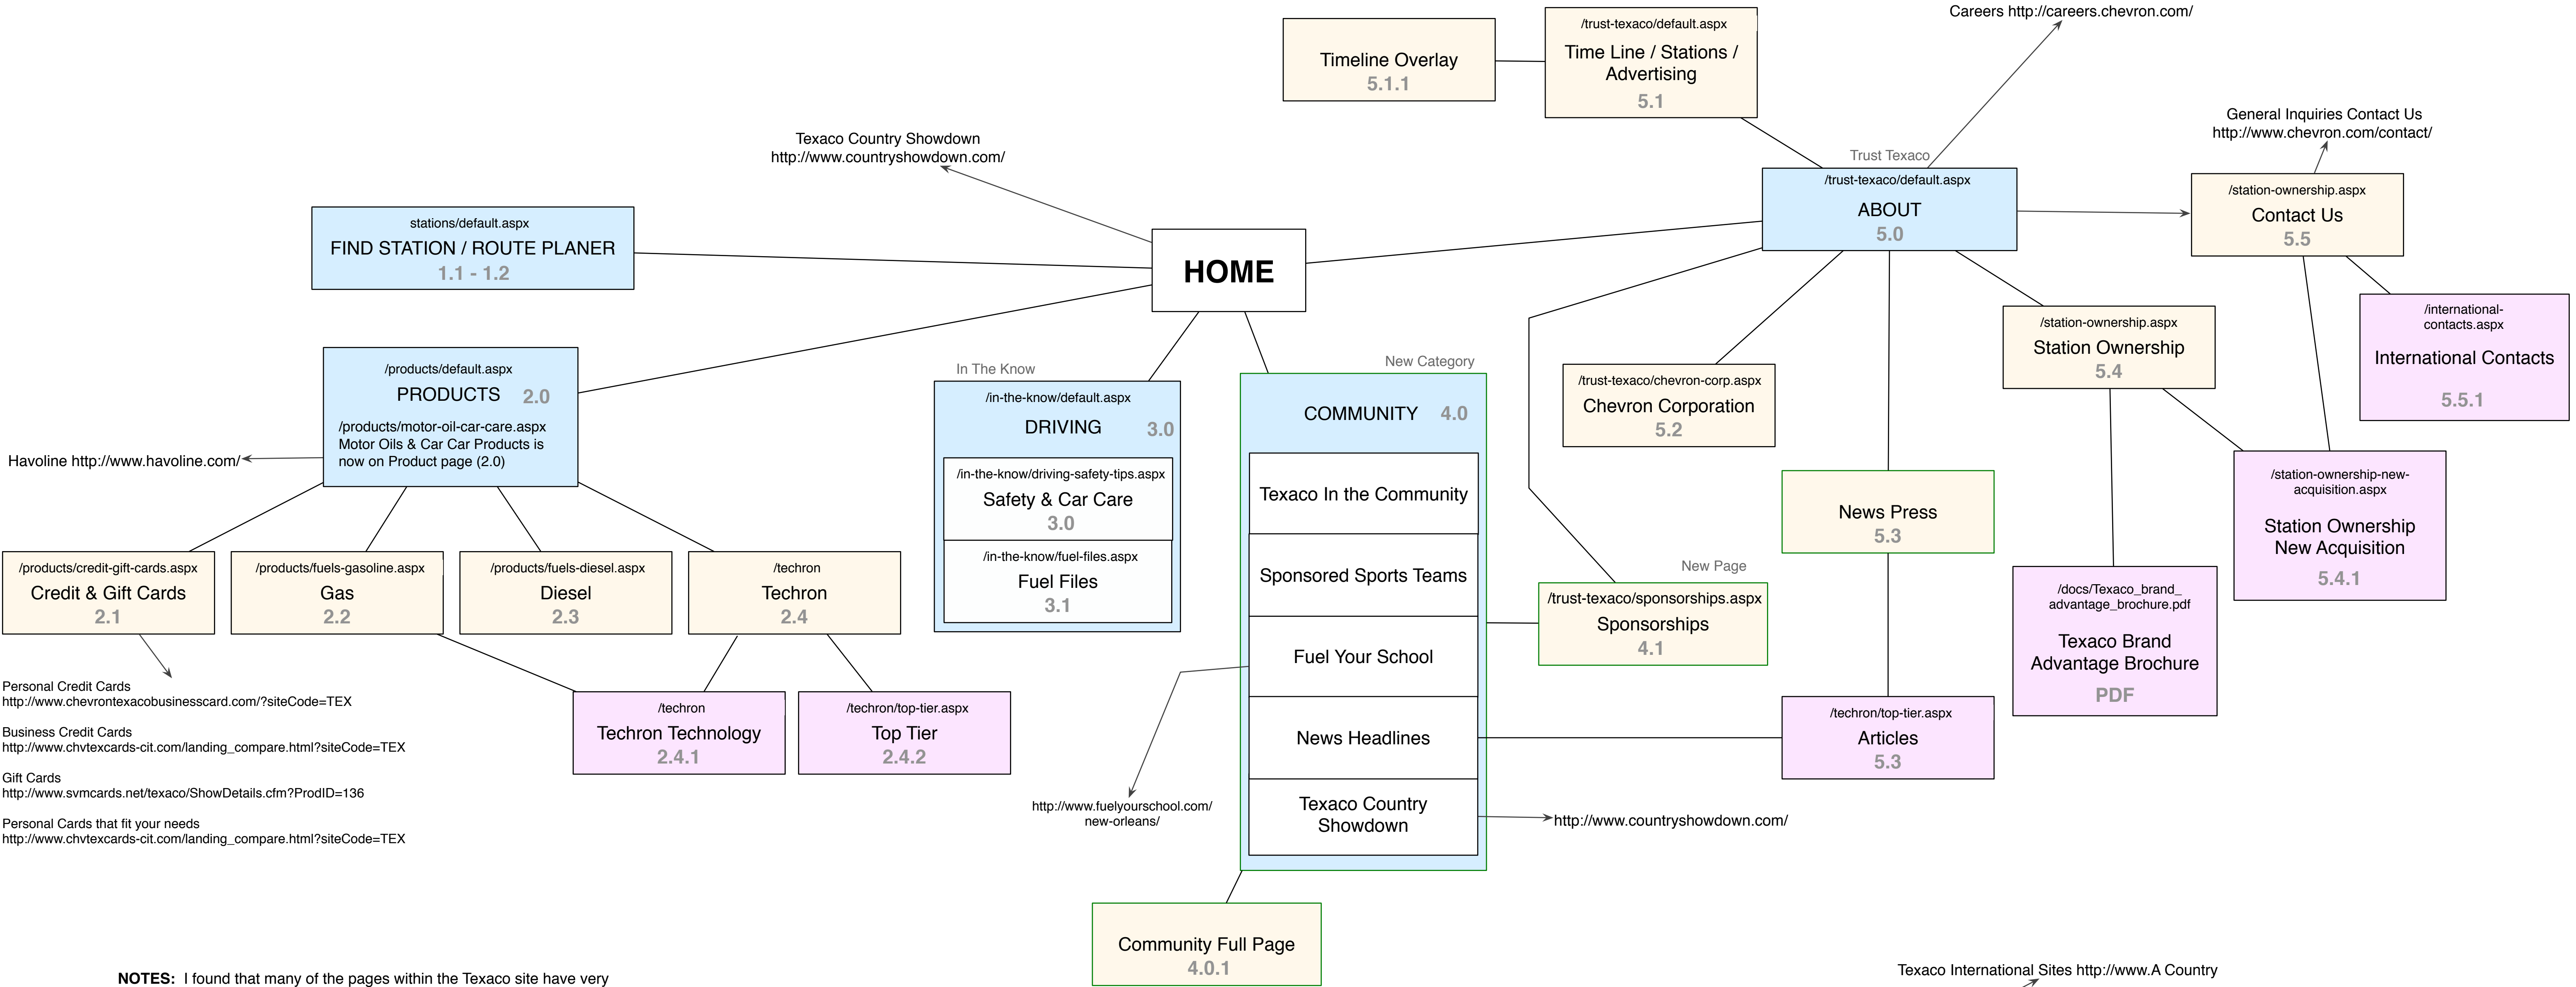 Careers http://careers.chevron.com/
/trust-texaco/default.aspx
Time Line / Stations /
Advertising
5.1
Timeline Overlay
5.1.1
General Inquiries Contact Us
http://www.chevron.com/contact/
Texaco Country Showdown
http://www.countryshowdown.com/
Trust Texaco
/trust-texaco/default.aspx
ABOUT
5.0
/station-ownership.aspx
Contact Us
5.5
stations/default.aspx
FIND STATION / ROUTE PLANER
1.1 - 1.2
HOME
/international-
contacts.aspx
International Contacts
5.5.1
/station-ownership.aspx
Station Ownership
5.4
/products/default.aspx
PRODUCTS 2.0
/products/motor-oil-car-care.aspx
Motor Oils & Car Car Products is
now on Product page (2.0)
Havoline http://www.havoline.com/
In The Know
/in-the-know/default.aspx
DRIVING 3.0
/in-the-know/driving-safety-tips.aspx
Safety & Car Care
3.0
/in-the-know/fuel-files.aspx
Fuel Files
3.1
New Category
COMMUNITY 4.0
Texaco In the Community
Sponsored Sports Teams
Fuel Your School
News Headlines
Texaco Country
Showdown
/trust-texaco/chevron-corp.aspx
Chevron Corporation
5.2
News Press
5.3
/station-ownership-new-
acquisition.aspx
Station Ownership
New Acquisition
5.4.1
New Page
/trust-texaco/sponsorships.aspx
Sponsorships
4.1
/docs/Texaco_brand_
advantage_brochure.pdf
Texaco Brand
Advantage Brochure
PDF
/products/credit-gift-cards.aspx
Credit & Gift Cards
2.1
/products/fuels-gasoline.aspx
Gas
2.2
/products/fuels-diesel.aspx
Diesel
2.3
/techron
Techron
2.4
/techron
Techron Technology
2.4.1
/techron/top-tier.aspx
Top Tier
2.4.2
/techron/top-tier.aspx
Articles
5.3
Personal Credit Cards
http://www.chevrontexacobusinesscard.com/?siteCode=TEX
Business Credit Cards
http://www.chvtexcards-cit.com/landing_compare.html?siteCode=TEX
Gift Cards
http://www.svmcards.net/texaco/ShowDetails.cfm?ProdID=136
Personal Cards that fit your needs
http://www.chvtexcards-cit.com/landing_compare.html?siteCode=TEX
http://www.fuelyourschool.com/
new-orleans/
http://www.countryshowdown.com/
Community Full Page
4.0.1
NOTES: I found that many of the pages within the Texaco site have very
Texaco International Sites http://www.A Country